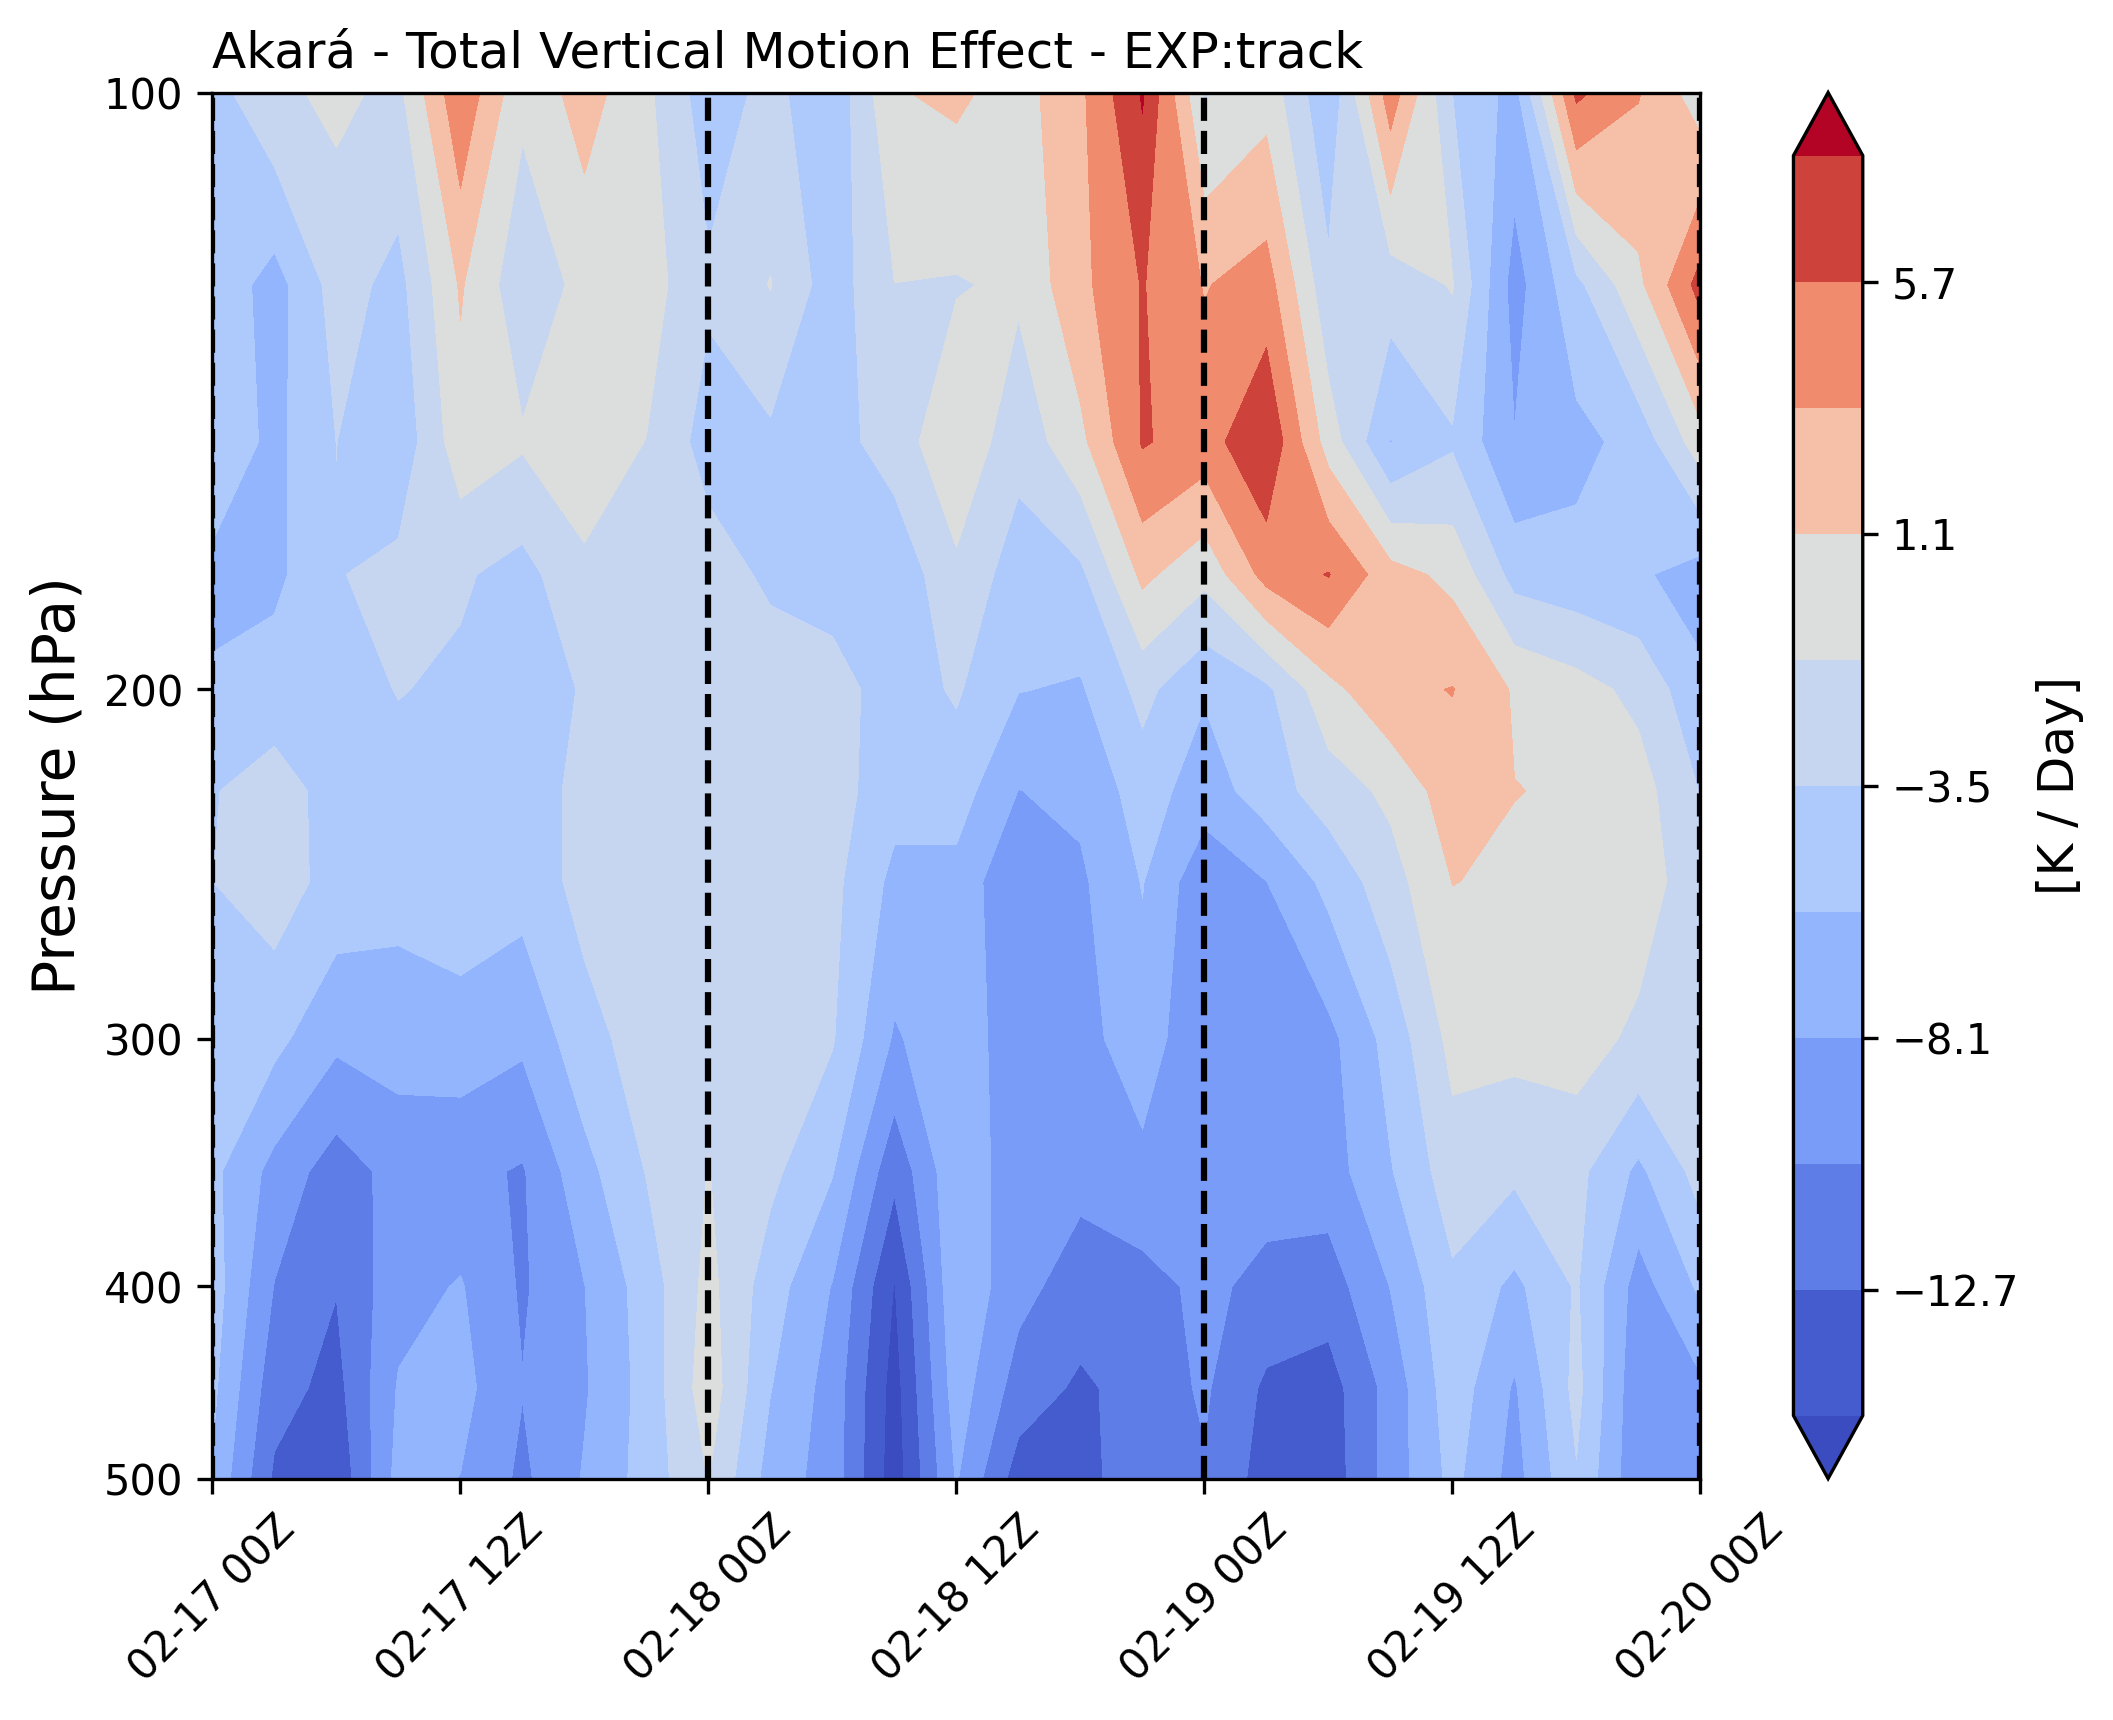 Akará - Total Vertical Motion Effect - EXP:track
100
200
300
400
500
Pressure (hPa)
02-17 00Z
02-17 12Z
02-18 00Z
02-18 12Z
02-19 00Z
02-19 12Z
02-20 00Z
5.7
1.1
−3.5
−8.1
−12.7
[K / Day]